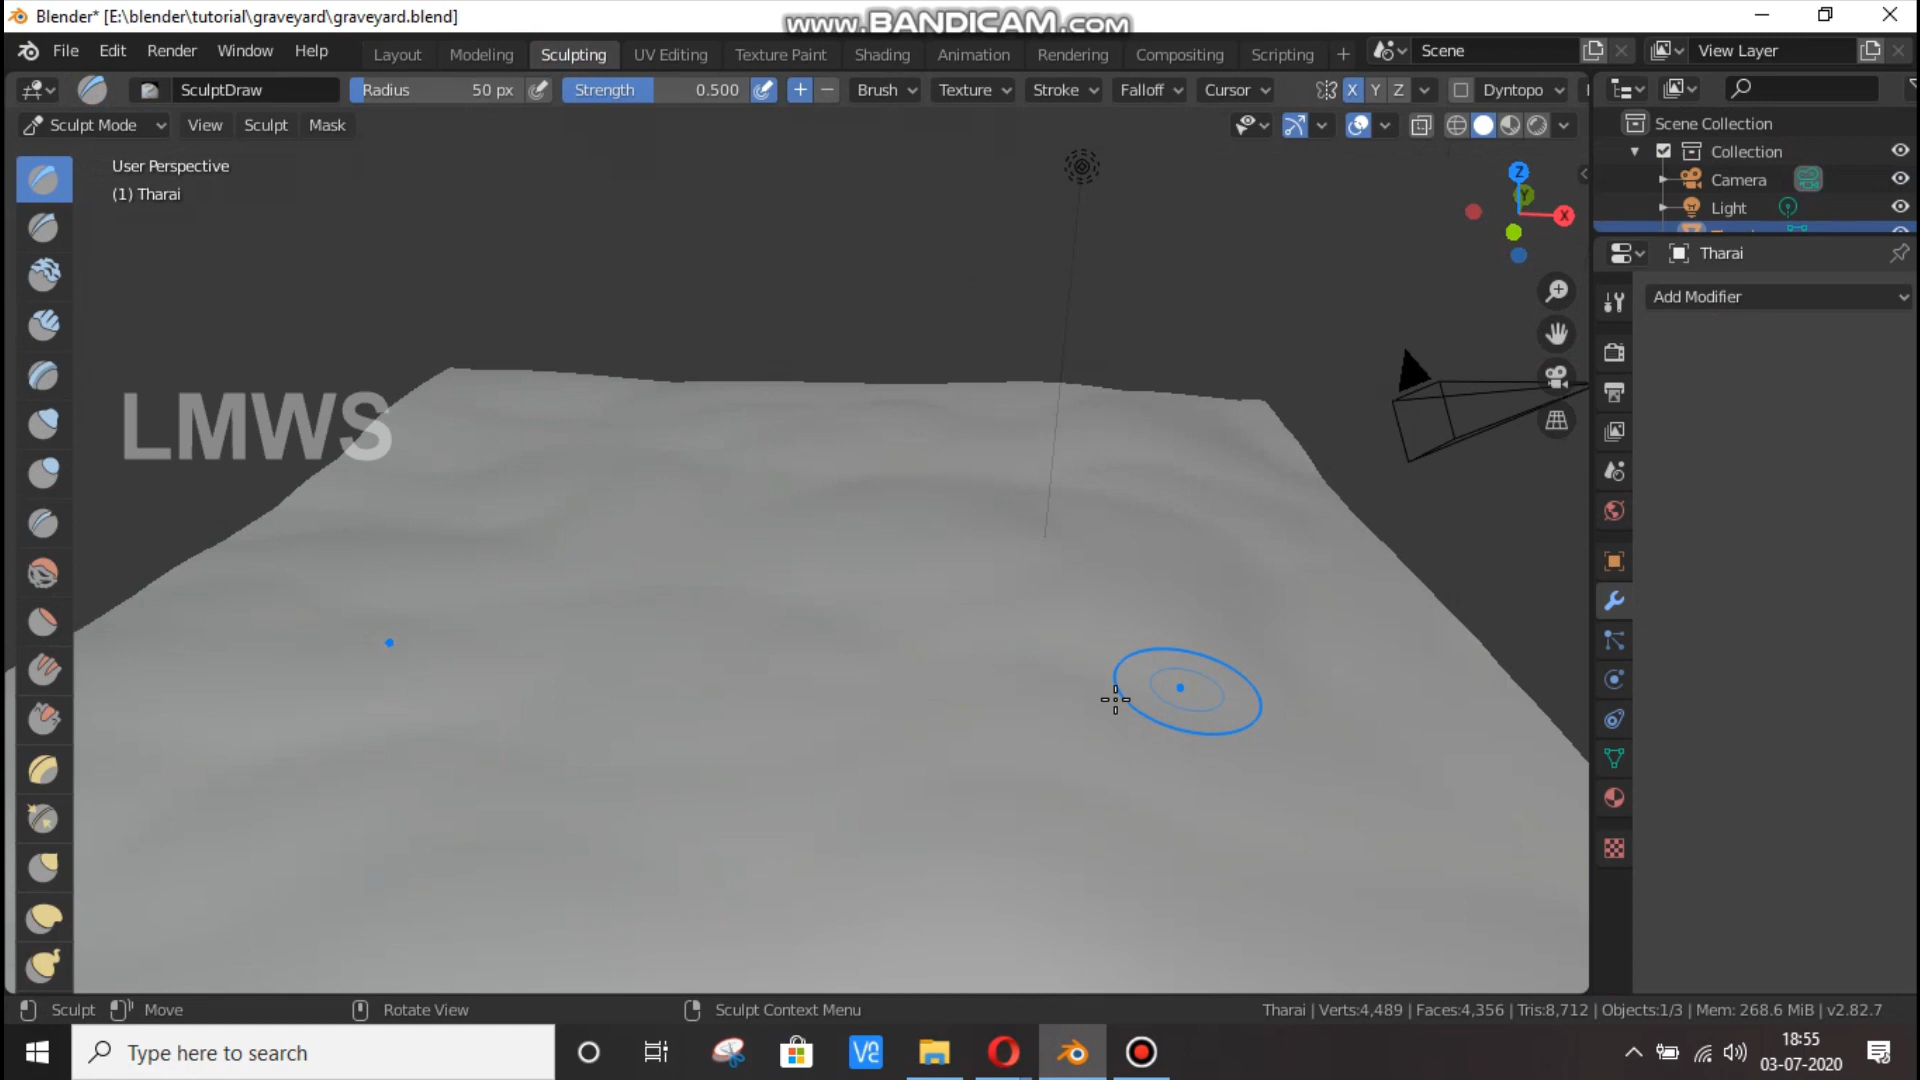 Blender* [E:\blender\tutorial\graveyard\graveyard.blend]
www.BANDICAM.com
File Edit Render Window Help
Layout Modeling Sculpting UV Editing Texture Paint Shading Animation Rendering Compositing Scripting +
Scene
View Layer
SculptDraw
Radius 50 px
Strength 0.500
Brush Texture Stroke Falloff Cursor
X Y Z
Dyntopo
Sculpt Mode View Sculpt Mask
User Perspective
(1) Tharai
Scene Collection
Collection
Camera
Light
Tharai
Add Modifier
Z
Y
X
LMWS
Sculpt Move Rotate View Sculpt Context Menu
Tharai | Verts:4,489 | Faces:4,356 | Tris:8,712 | Objects:1/3 | Mem: 268.6 MiB | v2.82.7
Type here to search
18:55
03-07-2020